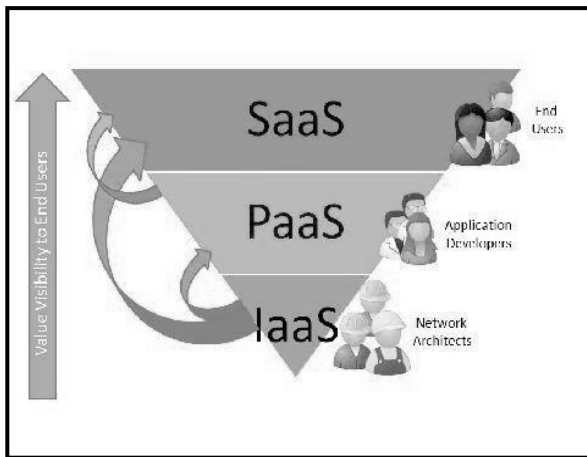 Value Visibility to End Users
SaaS
End
Users
PaaS
Application
Developers
IaaS
Network
Architects